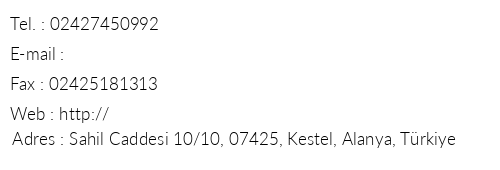 Tel. : 02427450992
E-mail :
Fax : 02425181313
Web : http://
Adres : Sahil Caddesi 10/10, 07425, Kestel, Alanya, Türkiye